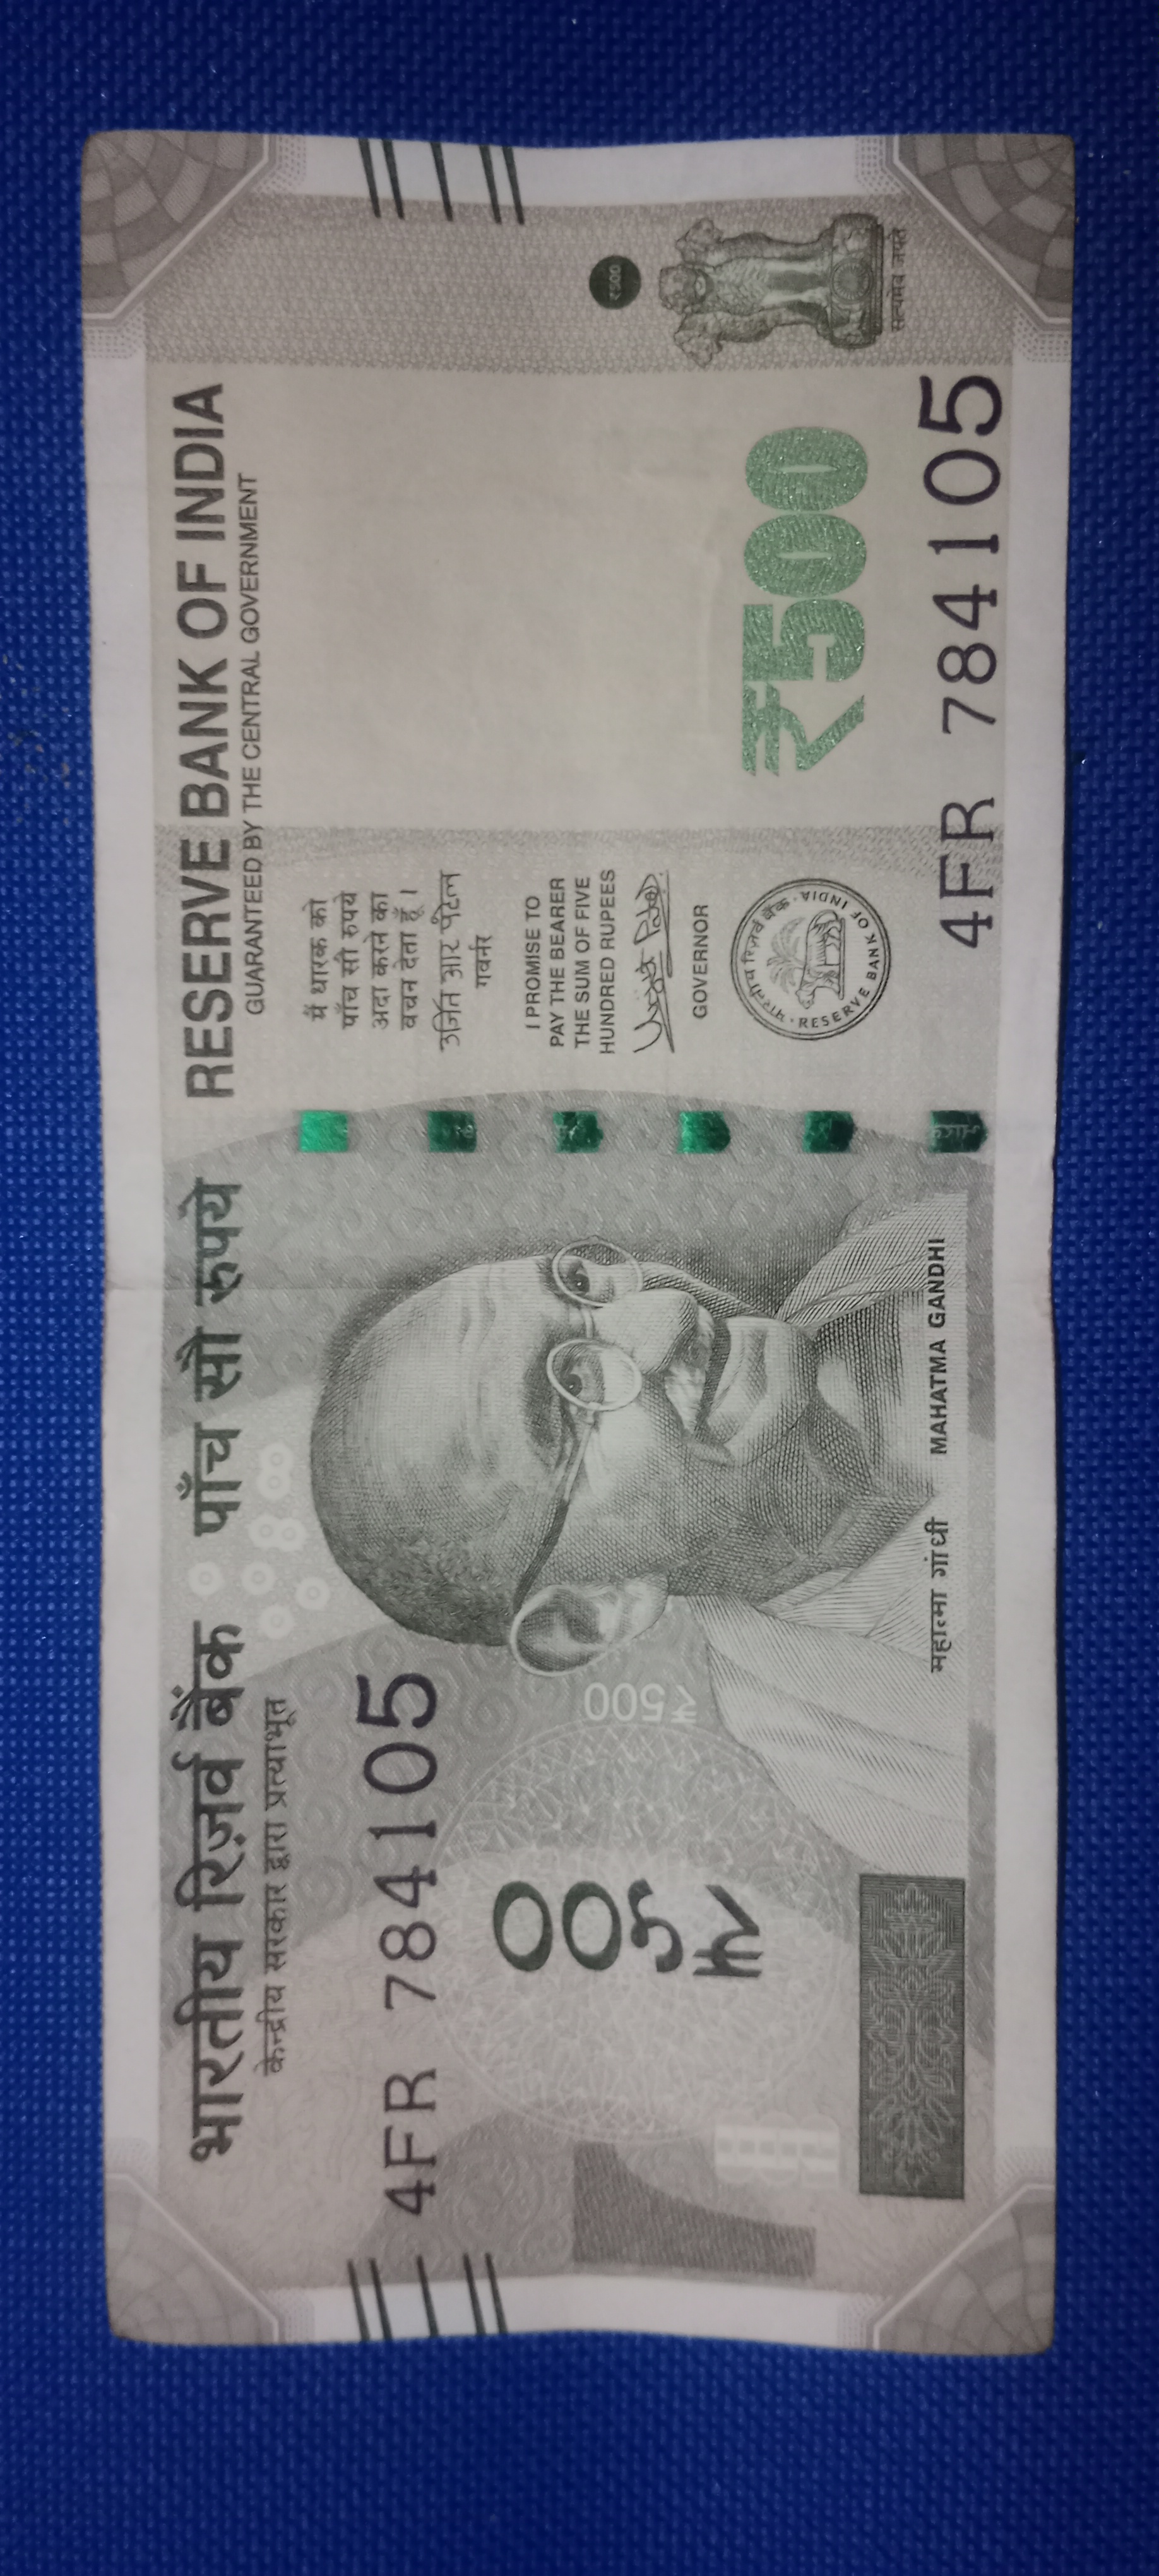 भारतीय रिज़र्व बैंक पाँच सौ रुपये RESERVE BANK OF INDIA
केन्द्रीय सरकार द्वारा प्रत्याभूत
GUARANTEED BY THE CENTRAL GOVERNMENT
4FR 784105
₹५००
₹500
मैं धारक को
पाँच सौ रुपये
अदा करने का
वचन देता हूँ।
उर्जित आर पटेल
गवर्नर
I PROMISE TO
PAY THE BEARER
THE SUM OF FIVE
HUNDRED RUPEES
GOVERNOR
भारतीय रिज़र्व बैंक
RESERVE BANK OF INDIA
₹500
₹500
सत्यमेव जयते
महात्मा गांधी MAHATMA GANDHI
4FR 784105